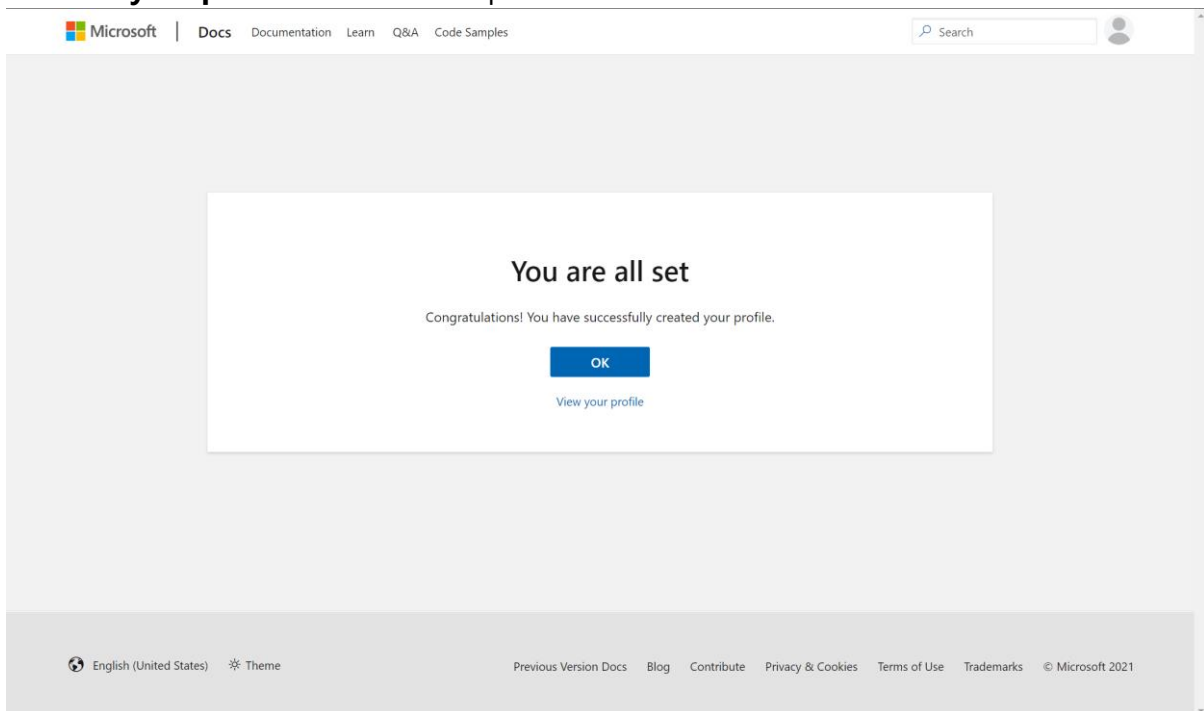 Microsoft | Docs Documentation Learn Q&A Code Samples Search
You are all set
Congratulations! You have successfully created your profile.
OK
View your profile
English (United States) Theme Previous Version Docs Blog Contribute Privacy & Cookies Terms of Use Trademarks © Microsoft 2021